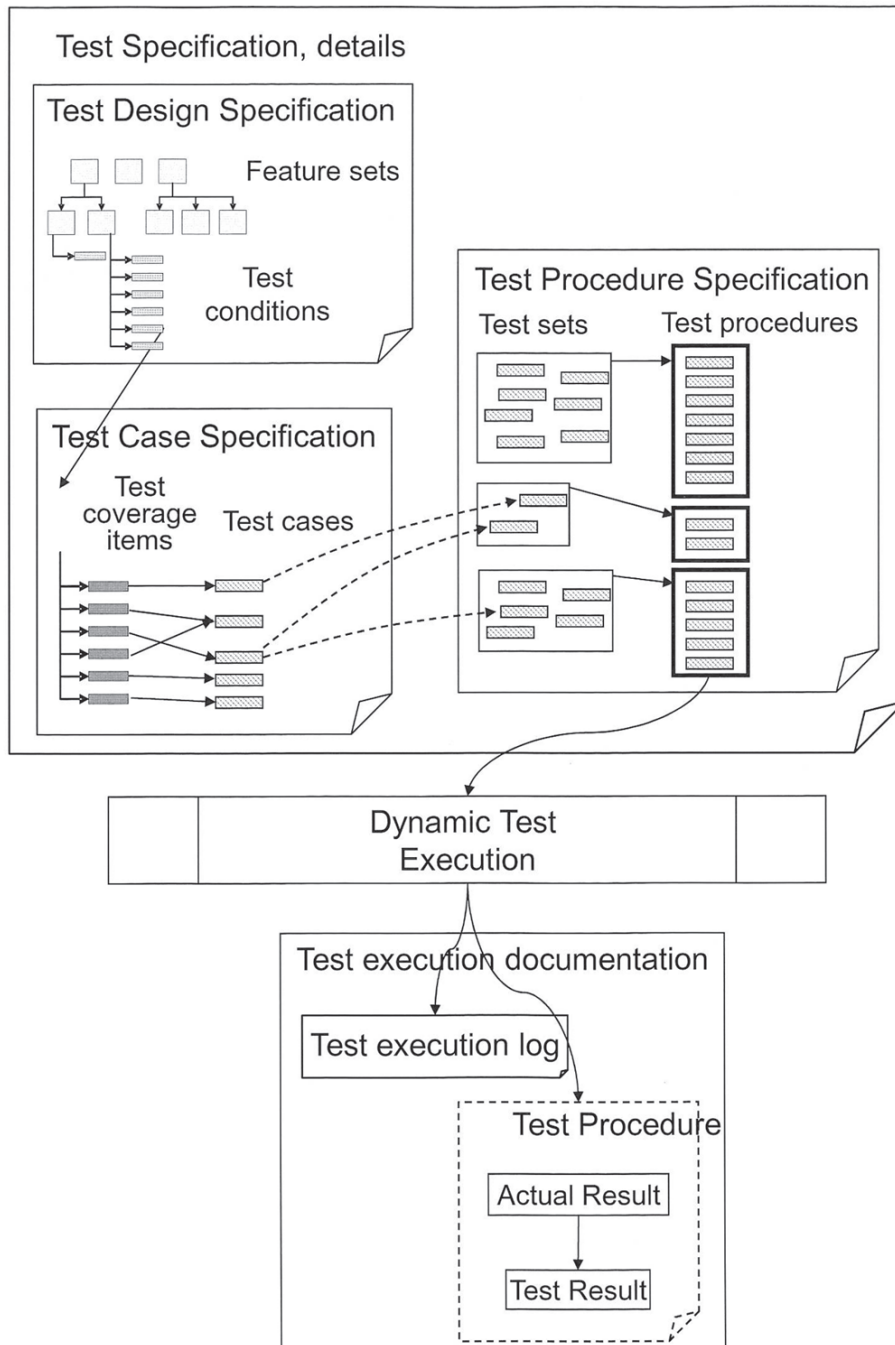 Test Specification, details
Test Design Specification
Feature sets
Test
conditions
Test Procedure Specification
Test sets
Test procedures
Test Case Specification
Test
coverage
items
Test cases
Dynamic Test
Execution
Test execution documentation
Test execution log
Test Procedure
Actual Result
Test Result